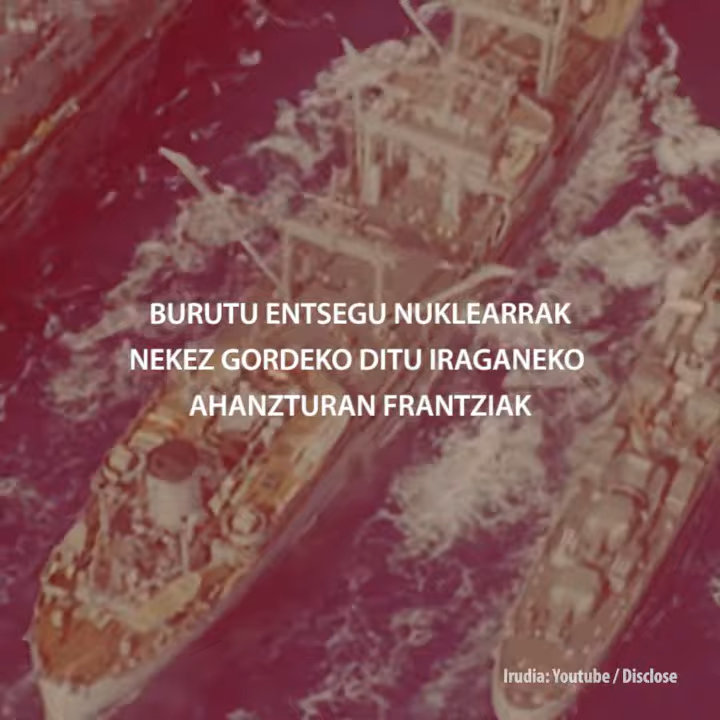 BURUTU ENTSEGU NUKLEARRAK
NEKEZ GORDEKO DITU IRAGANEKO
AHANZTURAN FRANTZIAK
Irudia: Youtube / Disclose